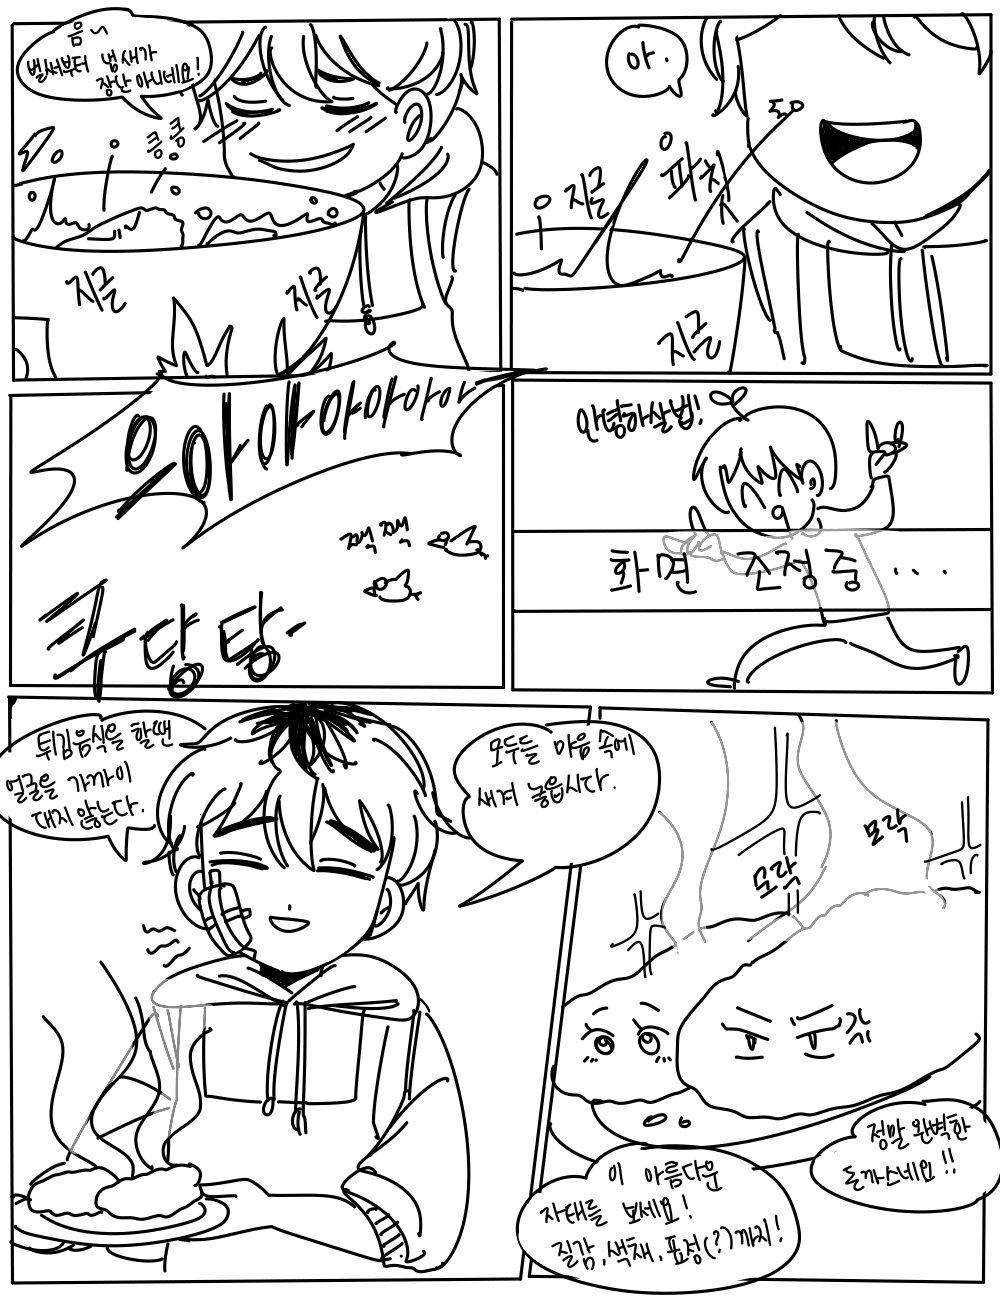 음~
벌써부터 냄새가
장난 아니네요!
킁킁
지글
지글
아.
지글
파칫
지글
으아아아아아아
쿠당탕
짹 짹
안녕하살법!
화면 조정중...
튀김음식을 할땐
얼굴을 가까이
대지 않는다.
모두들 마음 속에
새겨 놓읍시다.
모락
모락
각
이 아름다운
자태를 보세요!
질감, 색채, 표정(?)까지!
정말 완벽한
돈까스네요!!